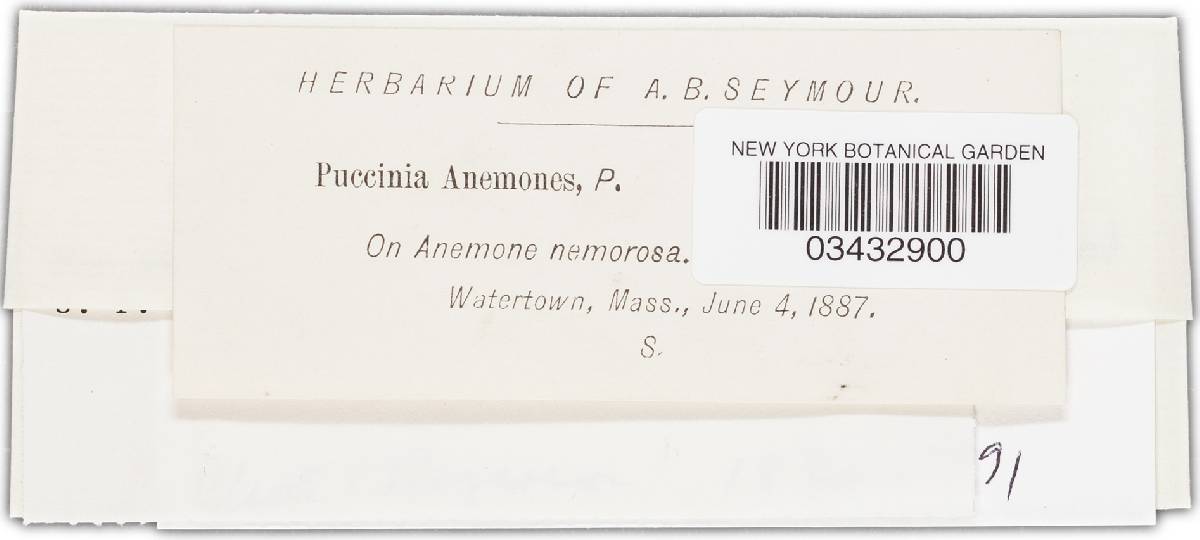 HERBARIUM OF A. B. SEYMOUR.
Puccinia Anemones, P.
On Anemone nemorosa.
Watertown, Mass., June 4, 1887.
S.
NEW YORK BOTANICAL GARDEN
03432900
91